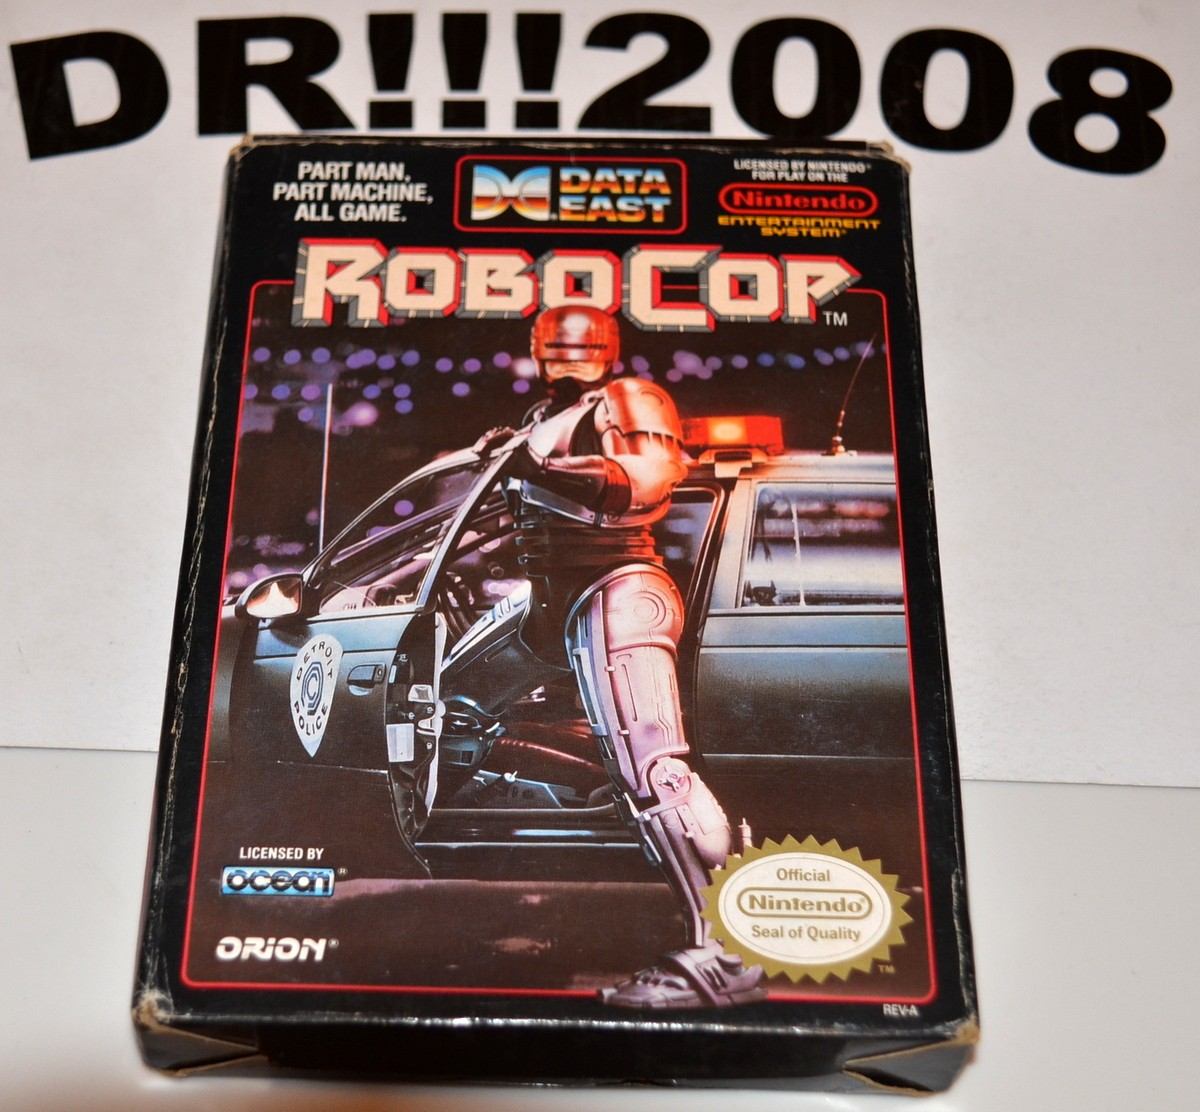 DR!!!2008
PART MAN,
PART MACHINE,
ALL GAME.
DATA
EAST
LICENSED BY NINTENDO®
FOR PLAY ON THE
Nintendo®
ENTERTAINMENT
SYSTEM®
ROBOCOP
TM
DETROIT
POLICE
LICENSED BY
ocean®
ORION®
Official
Nintendo®
Seal of Quality
TM
REV-A